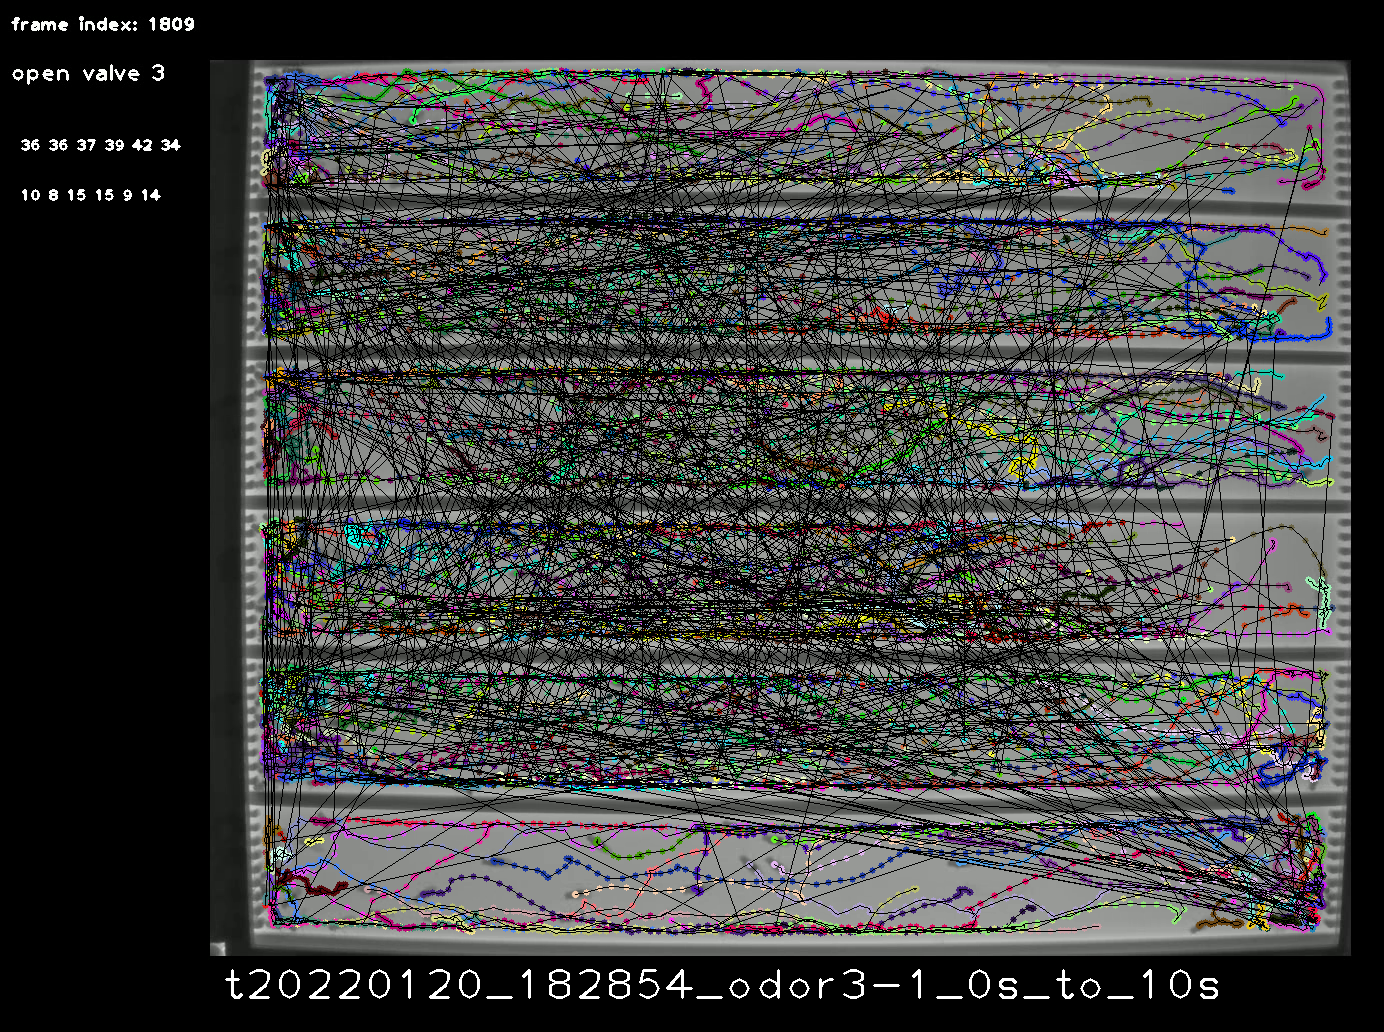 frame index: 1809
open valve 3
36 36 37 39 42 34
10 8 15 15 9 14
t20220120_182854_odor3-1_0s_to_10s